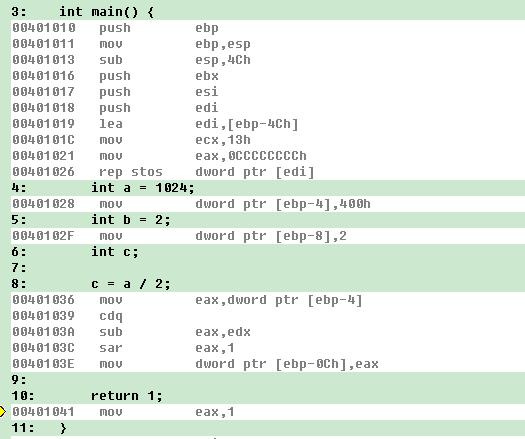 3:    int main() {
00401010   push        ebp
00401011   mov         ebp,esp
00401013   sub         esp,4Ch
00401016   push        ebx
00401017   push        esi
00401018   push        edi
00401019   lea         edi,[ebp-4Ch]
0040101C   mov         ecx,13h
00401021   mov         eax,0CCCCCCCCh
00401026   rep stos    dword ptr [edi]
4:        int a = 1024;
00401028   mov         dword ptr [ebp-4],400h
5:        int b = 2;
0040102F   mov         dword ptr [ebp-8],2
6:        int c;
7:
8:        c = a / 2;
00401036   mov         eax,dword ptr [ebp-4]
00401039   cdq
0040103A   sub         eax,edx
0040103C   sar         eax,1
0040103E   mov         dword ptr [ebp-0Ch],eax
9:
10:       return 1;
00401041   mov         eax,1
11:   }